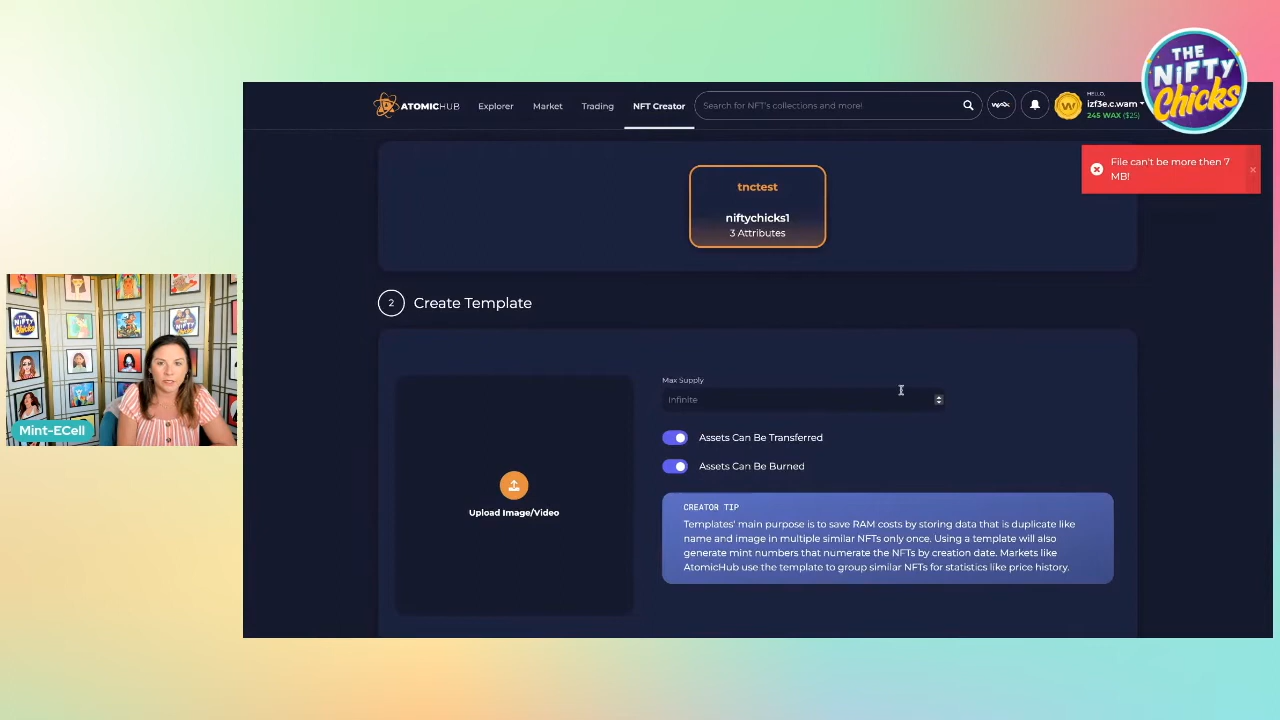 THE
NiFTY
Chicks
ATOMICHUB
Explorer
Market
Trading
NFT Creator
Search for NFT's collections and more!
HELLO,
izf3e.c.wam
245 WAX ($25)
File can't be more then 7
MB!
tnctest
niftychicks1
3 Attributes
2
Create Template
Max Supply
Infinite
Assets Can Be Transferred
Assets Can Be Burned
Upload Image/Video
CREATOR TIP
Templates' main purpose is to save RAM costs by storing data that is duplicate like
name and image in multiple similar NFTs only once. Using a template will also
generate mint numbers that numerate the NFTs by creation date. Markets like
AtomicHub use the template to group similar NFTs for statistics like price history.
Mint-ECell